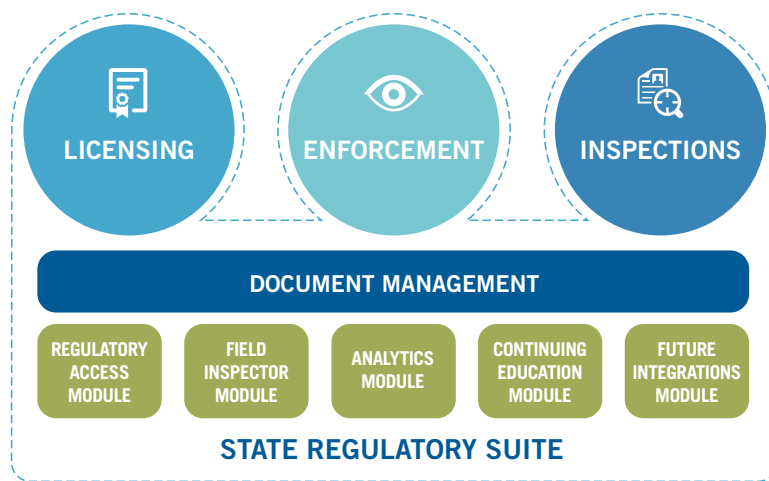 LICENSING
ENFORCEMENT
INSPECTIONS
DOCUMENT MANAGEMENT
REGULATORY
ACCESS
MODULE
FIELD
INSPECTOR
MODULE
ANALYTICS
MODULE
CONTINUING
EDUCATION
MODULE
FUTURE
INTEGRATIONS
MODULE
STATE REGULATORY SUITE